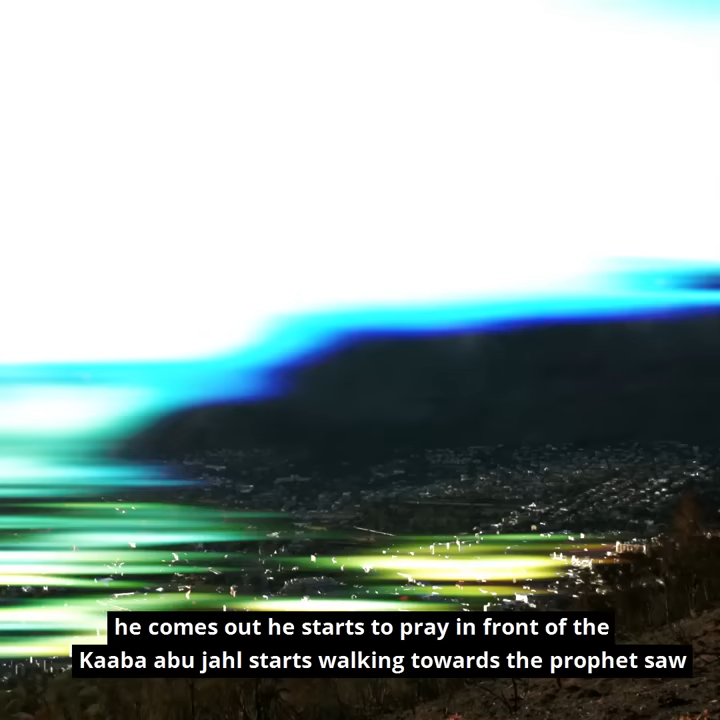 he comes out he starts to pray in front of the
Kaaba abu jahl starts walking towards the prophet saw